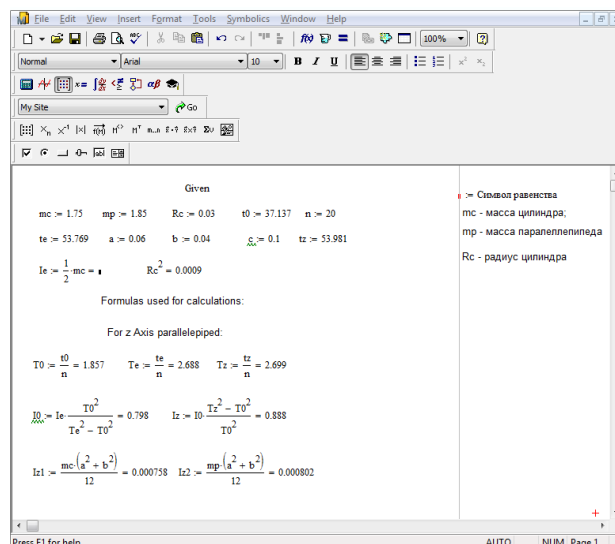 File Edit View Insert Format Tools Symbolics Window Help
100%
Normal Arial 10 B I U
My Site Go
Given
mc := 1.75 mp := 1.85 Rc := 0.03 t0 := 37.137 n := 20
te := 53.769 a := 0.06 b := 0.04 c := 0.1 tz := 53.981
Ie := 1/2 · mc = Rc^2 = 0.0009
Formulas used for calculations:
For z Axis parallelepiped:
T0 := t0/n = 1.857 Te := te/n = 2.688 Tz := tz/n = 2.699
I0 := Ie · T0^2/(Te^2 − T0^2) = 0.798 Iz := I0 · (Tz^2 − T0^2)/T0^2 = 0.888
Iz1 := mc·(a^2 + b^2)/12 = 0.000758 Iz2 := mp·(a^2 + b^2)/12 = 0.000802
:= Символ равенства
mc - масса цилиндра;
mp - масса паралеллепипеда
Rc - радиус цилиндра
Press F1 for help. AUTO NUM Page 1